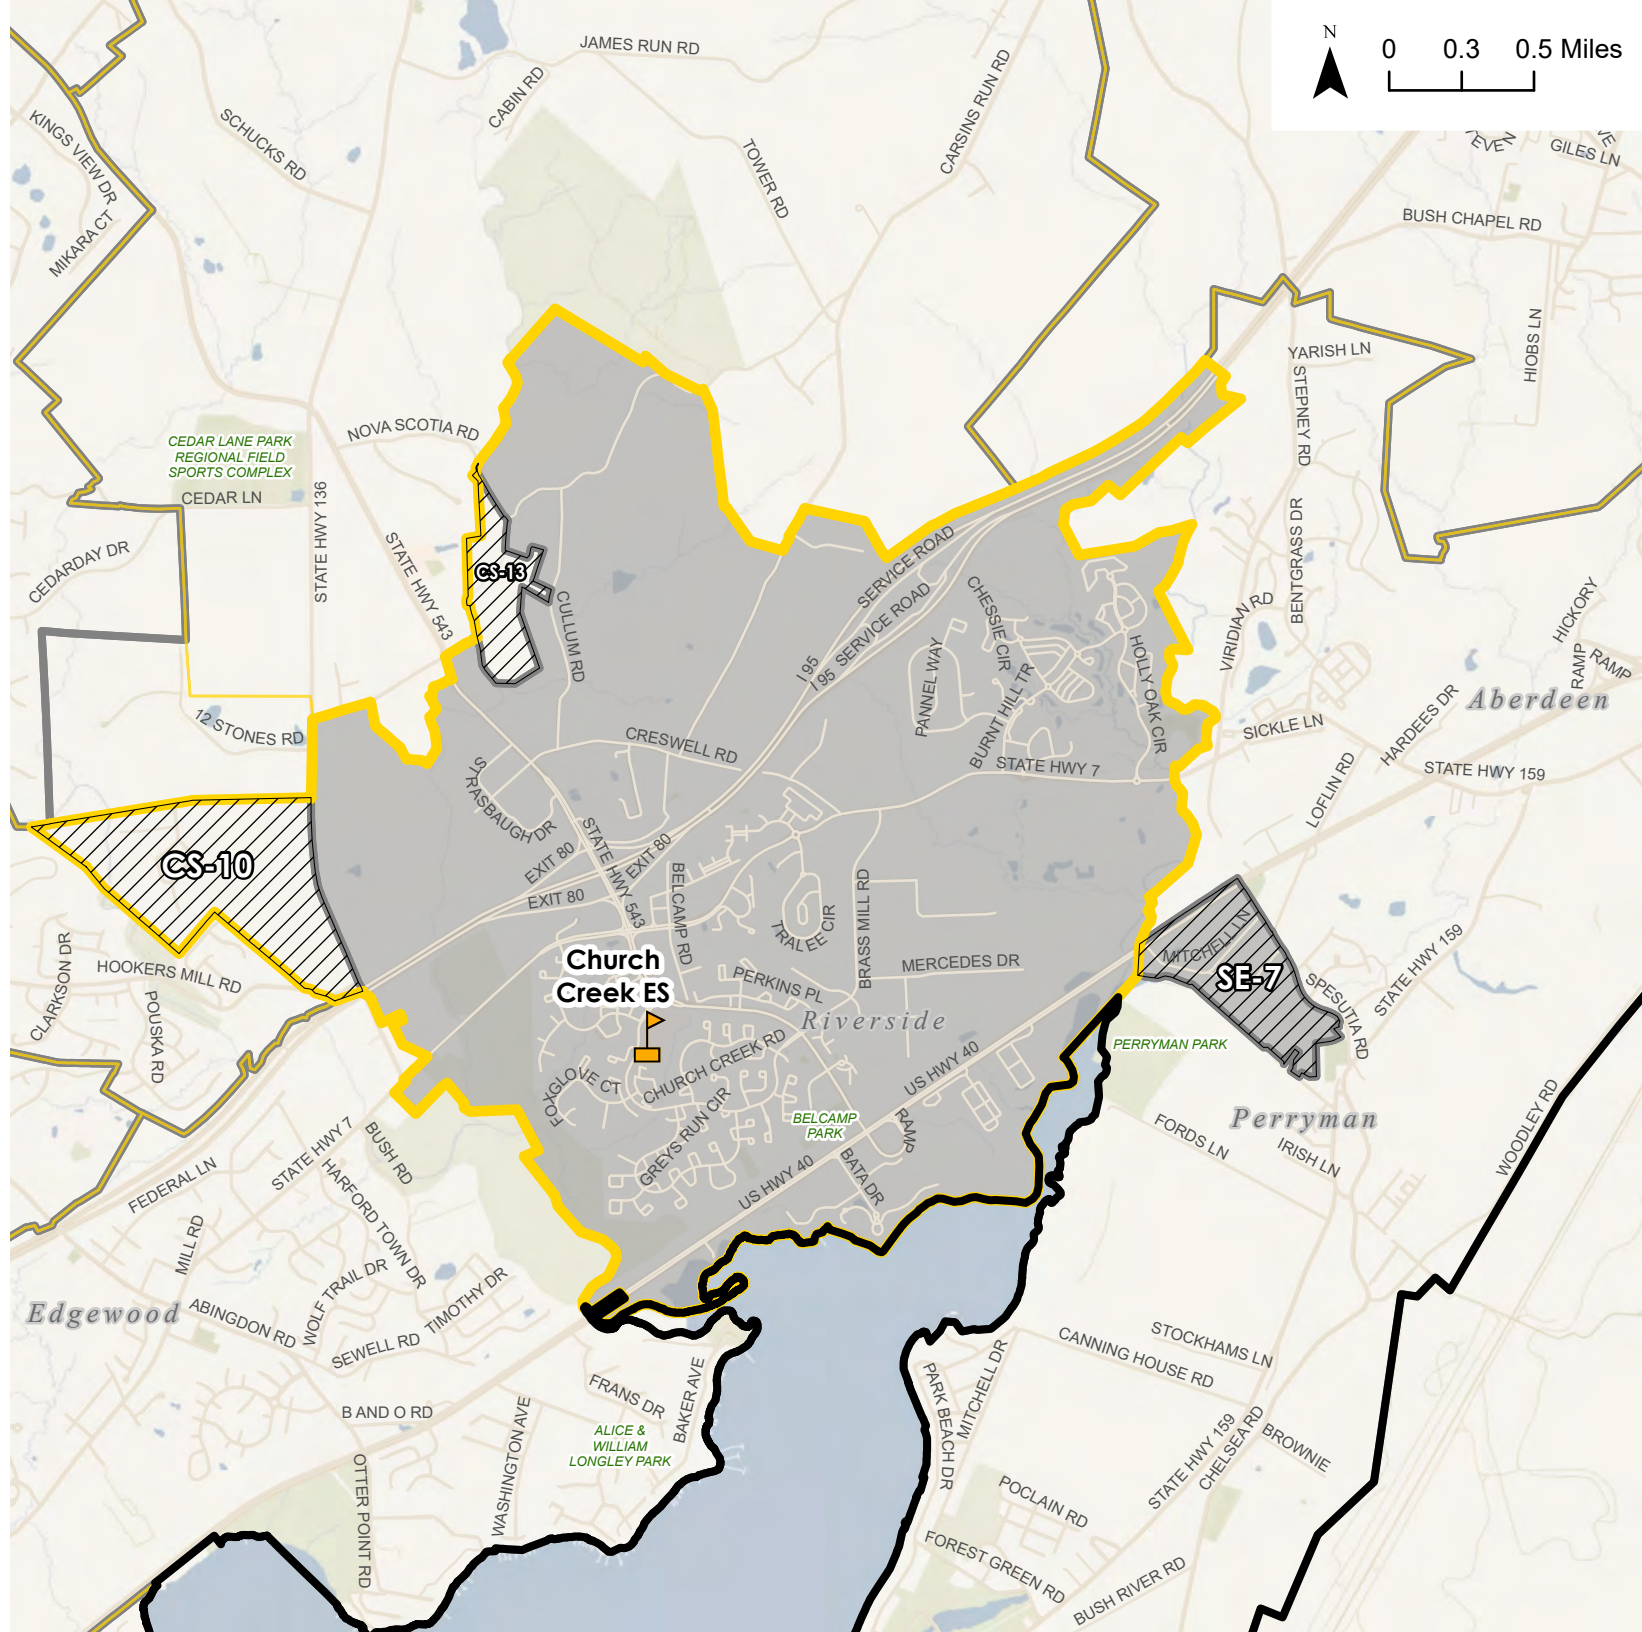 N
0 0.3 0.5 Miles
JAMES RUN RD
CABIN RD
CARSINS RUN RD
TOWER RD
SCHUCKS RD
KINGS VIEW DR
MIKARA CT
GILES LN
BUSH CHAPEL RD
HIOBS LN
YARISH LN
STEPNEY RD
NOVA SCOTIA RD
CEDAR LANE PARK
REGIONAL FIELD
SPORTS COMPLEX
CEDAR LN
STATE HWY 136
CEDARDAY DR
STATE HWY 543
CS-13
CULLUM RD
SERVICE ROAD
SERVICE ROAD
I 95
I 95
CHESSIE CIR
PANNEL WAY
BURNT HILL TR
HOLLY OAK CIR
VIRIDIAN RD
BENTGRASS DR
HICKORY
RAMP
RAMP
Aberdeen
HARDEES DR
SICKLE LN
STATE HWY 159
LOFLIN RD
12 STONES RD
CRESWELL RD
STATE HWY 7
ST
RASBAUGH DR
STATE HWY 543
EXIT 80
EXIT 80
EXIT 80
BELCAMP RD
CS-10
TRALEE CIR
BRASS MILL RD
MERCEDES DR
PERKINS PL
MITCHELL LN
SE-7
SPESUTIA RD
STATE HWY 159
Church
Creek ES
Riverside
CLARKSON DR
HOOKERS MILL RD
POUSKA RD
PERRYMAN PARK
US HWY 40
CHURCH CREEK RD
FOXGLOVE CT
GREYS RUN CIR
BELCAMP
PARK
RAMP
BATA DR
US HWY 40
Perryman
FORDS LN
IRISH LN
WOODLEY RD
STATE HWY 7
BUSH RD
FEDERAL LN
HARFORD TOWN DR
MILL RD
WOLF TRAIL DR
TIMOTHY DR
Edgewood
ABINGDON RD
SEWELL RD
B AND O RD
FRANS DR
BAKER AVE
WASHINGTON AVE
ALICE &
WILLIAM
LONGLEY PARK
OTTER POINT RD
STOCKHAMS LN
CANNING HOUSE RD
PARK BEACH DR
MITCHELL DR
STATE HWY 159
CHELSEA RD
BROWNIE
POCLAIN RD
FOREST GREEN RD
BUSH RIVER RD